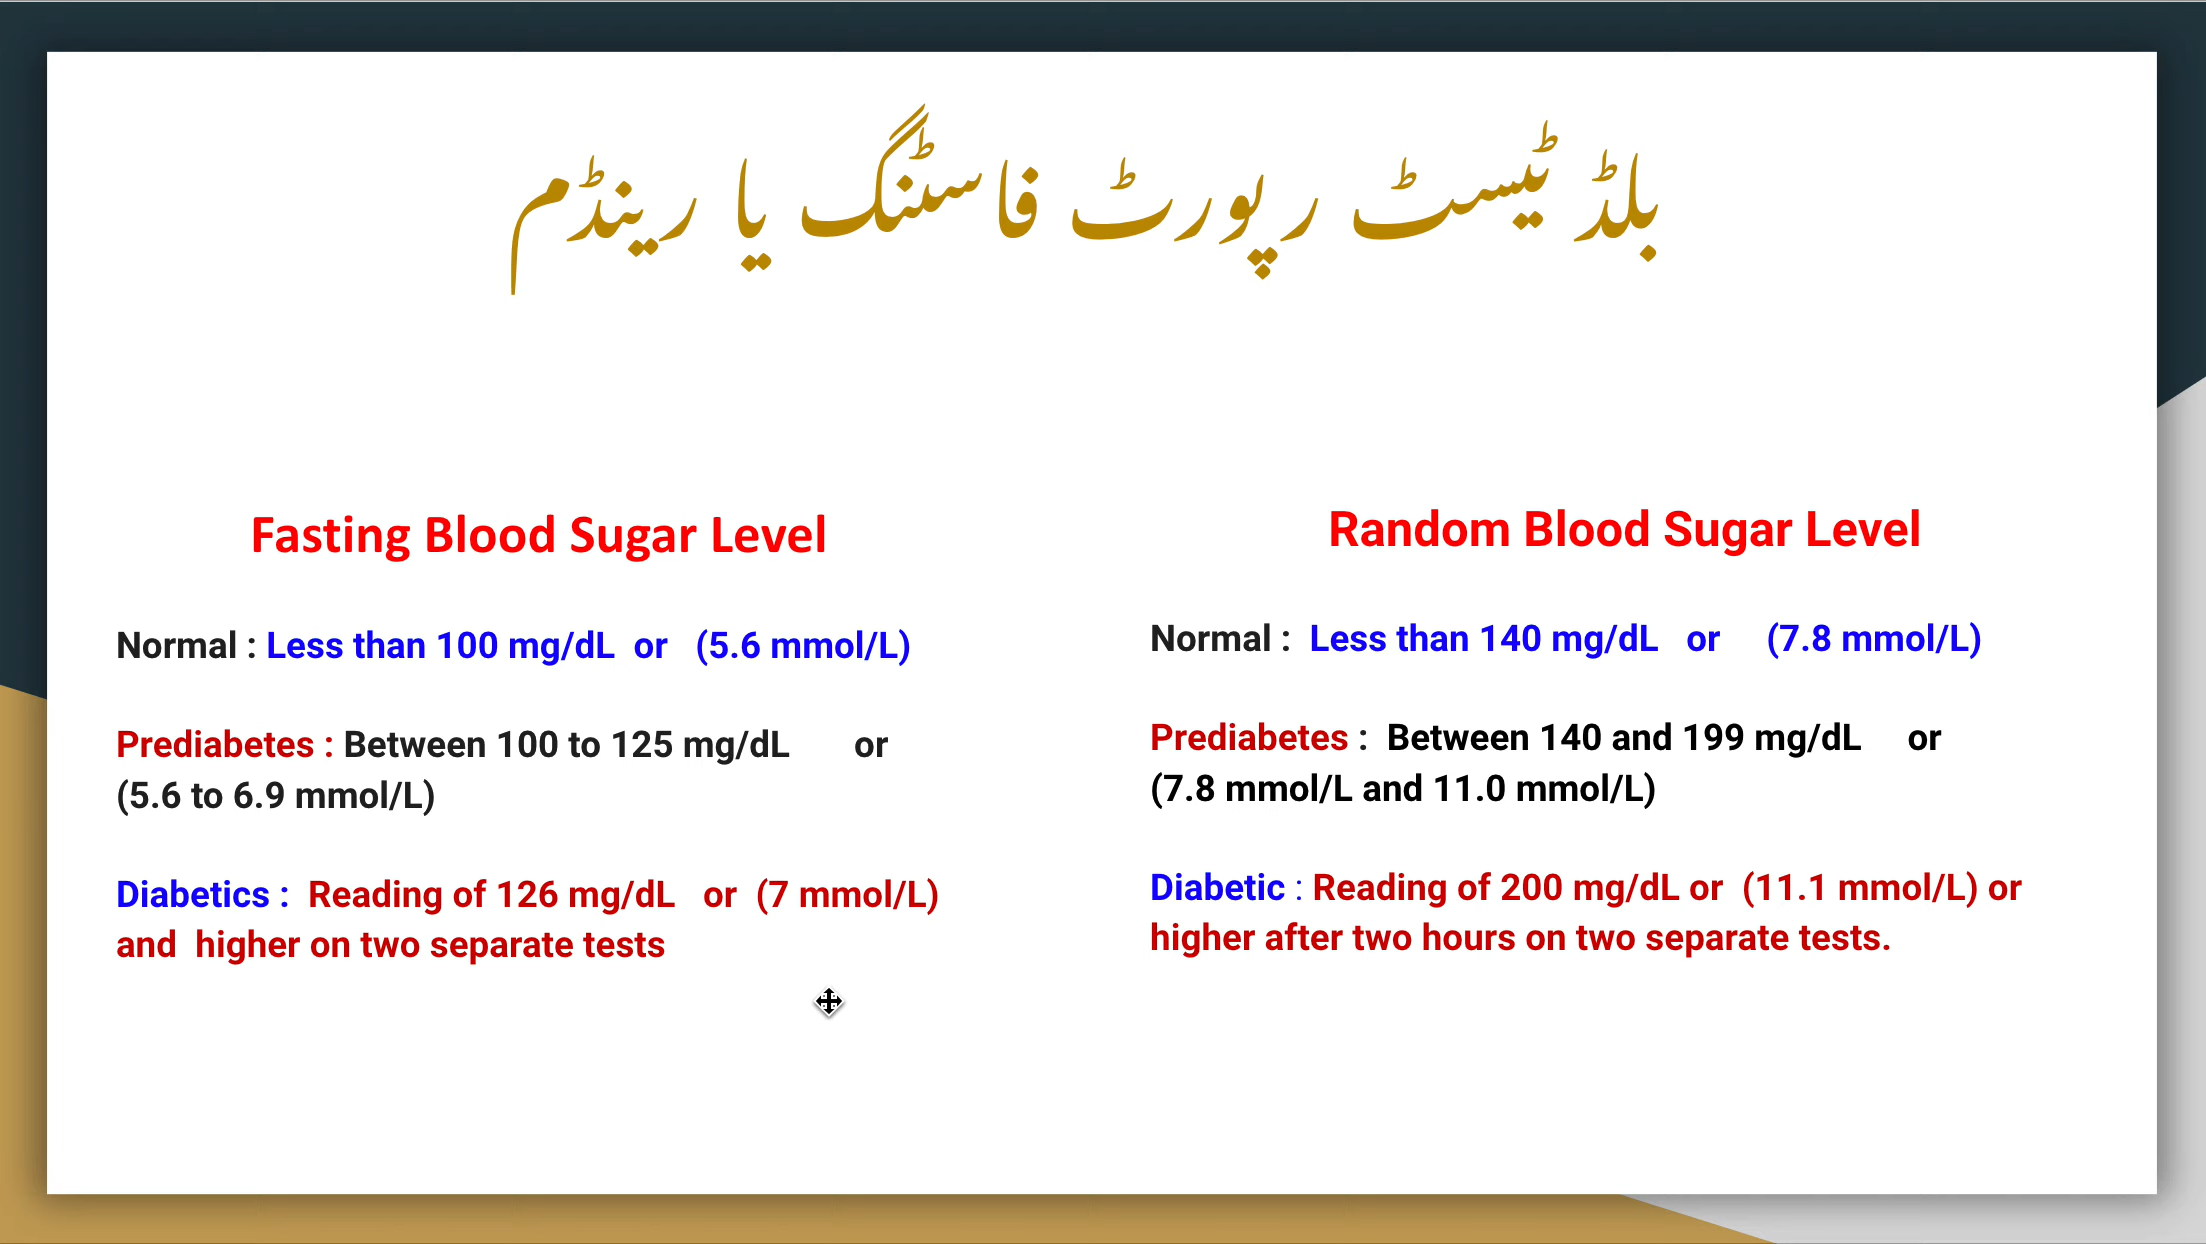 بلڈ ٹیسٹ رپورٹ فاسٹنگ یا رینڈم
Fasting Blood Sugar Level
Normal : Less than 100 mg/dL or (5.6 mmol/L)
Prediabetes : Between 100 to 125 mg/dL or
(5.6 to 6.9 mmol/L)
Diabetics : Reading of 126 mg/dL or (7 mmol/L)
and higher on two separate tests
Random Blood Sugar Level
Normal : Less than 140 mg/dL or (7.8 mmol/L)
Prediabetes : Between 140 and 199 mg/dL or
(7.8 mmol/L and 11.0 mmol/L)
Diabetic : Reading of 200 mg/dL or (11.1 mmol/L) or
higher after two hours on two separate tests.